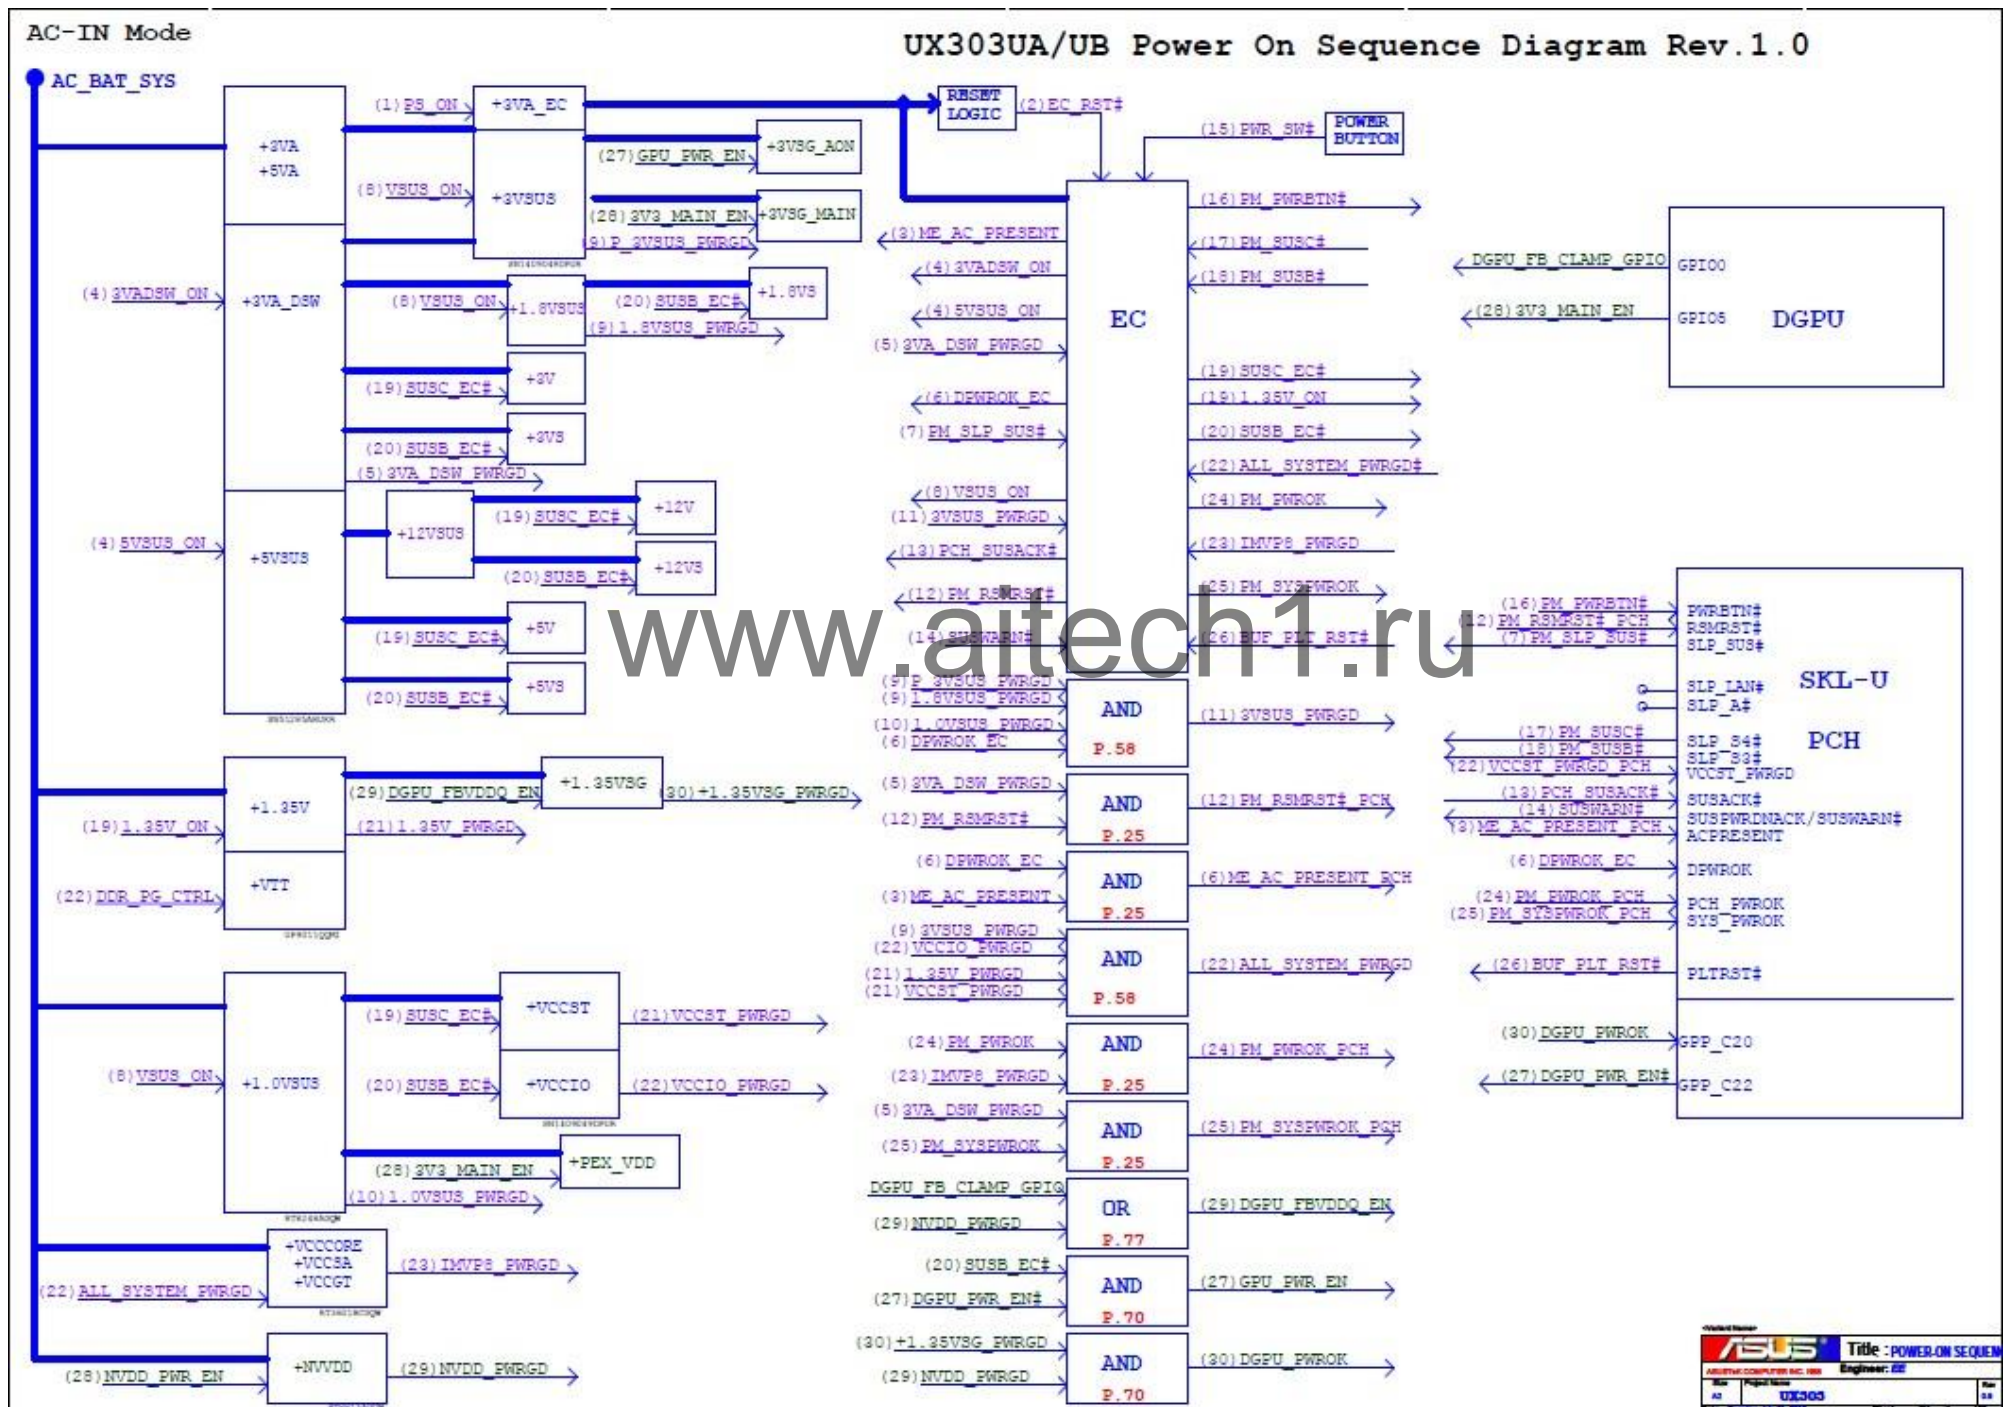 AC-IN Mode
UX303UA/UB Power On Sequence Diagram Rev.1.0
AC_BAT_SYS
+3VA
+5VA
(1)PS_ON
+3VA_EC
(8)VSUS_ON
+3VSUS
(27)GPU_PWR_EN
+3VSG_AON
(28)3V3_MAIN_EN
+3VSG_MAIN
(9)P_3VSUS_PWRGD
(4)3VADSW_ON
+3VA_DSW
(8)VSUS_ON
+1.8VSUS
(20)SUSB_EC#
+1.8VS
(9)1.8VSUS_PWRGD
(19)SUSC_EC#
+3V
(20)SUSB_EC#
+3VS
(5)3VA_DSW_PWRGD
(4)5VSUS_ON
+5VSUS
+12VSUS
(19)SUSC_EC#
+12V
(20)SUSB_EC#
+12VS
(19)SUSC_EC#
+5V
(20)SUSB_EC#
+5VS
(19)1.35V_ON
+1.35V
(29)DGPU_FBVDDQ_EN
+1.35VSG
(30)+1.35VSG_PWRGD
(21)1.35V_PWRGD
(22)DDR_PG_CTRL
+VTT
(8)VSUS_ON
+1.0VSUS
(19)SUSC_EC#
+VCCST
(21)VCCST_PWRGD
(20)SUSB_EC#
+VCCIO
(22)VCCIO_PWRGD
(28)3V3_MAIN_EN
+PEX_VDD
(10)1.0VSUS_PWRGD
+VCCCORE
+VCCSA
+VCCGT
(22)ALL_SYSTEM_PWRGD
(23)IMVP8_PWRGD
(28)NVDD_PWR_EN
+NVVDD
(29)NVDD_PWRGD
RESET
LOGIC
(2)EC_RST#
(15)PWR_SW#
POWER
BUTTON
EC
(3)ME_AC_PRESENT
(4)3VADSW_ON
(4)5VSUS_ON
(5)3VA_DSW_PWRGD
(6)DPWROK_EC
(7)PM_SLP_SUS#
(8)VSUS_ON
(11)3VSUS_PWRGD
(13)PCH_SUSACK#
(12)PM_RSMRST#
(14)SUSWARN#
(16)PM_PWRBTN#
(17)PM_SUSC#
(18)PM_SUSB#
(19)SUSC_EC#
(19)1.35V_ON
(20)SUSB_EC#
(22)ALL_SYSTEM_PWRGD#
(24)PM_PWROK
(23)IMVP8_PWRGD
(25)PM_SYSPWROK
(26)BUF_PLT_RST#
www.aitech1.ru
(9)P_3VSUS_PWRGD
(9)1.8VSUS_PWRGD
(10)1.0VSUS_PWRGD
(6)DPWROK_EC
AND
P.58
(11)3VSUS_PWRGD
(5)3VA_DSW_PWRGD
(12)PM_RSMRST#
AND
P.25
(12)PM_RSMRST#_PCH
(6)DPWROK_EC
(3)ME_AC_PRESENT
AND
P.25
(6)ME_AC_PRESENT_PCH
(9)3VSUS_PWRGD
(22)VCCIO_PWRGD
(21)1.35V_PWRGD
(21)VCCST_PWRGD
AND
P.58
(22)ALL_SYSTEM_PWRGD
(24)PM_PWROK
(23)IMVP8_PWRGD
AND
P.25
(24)PM_PWROK_PCH
(5)3VA_DSW_PWRGD
(25)PM_SYSPWROK
AND
P.25
(25)PM_SYSPWROK_PCH
DGPU_FB_CLAMP_GPIO
(29)NVDD_PWRGD
OR
P.77
(29)DGPU_FBVDDQ_EN
(20)SUSB_EC#
(27)DGPU_PWR_EN#
AND
P.70
(27)GPU_PWR_EN
(30)+1.35VSG_PWRGD
(29)NVDD_PWRGD
AND
P.70
(30)DGPU_PWROK
DGPU_FB_CLAMP_GPIO
GPIO0
(28)3V3_MAIN_EN
GPIO5
DGPU
SKL-U
PCH
(16)PM_PWRBTN#
PWRBTN#
(12)PM_RSMRST#_PCH
RSMRST#
(7)PM_SLP_SUS#
SLP_SUS#
SLP_LAN#
SLP_A#
(17)PM_SUSC#
SLP_S4#
(18)PM_SUSB#
SLP_S3#
(22)VCCST_PWRGD_PCH
VCCST_PWRGD
(13)PCH_SUSACK#
SUSACK#
(14)SUSWARN#
SUSPWRDNACK/SUSWARN#
(3)ME_AC_PRESENT_PCH
ACPRESENT
(6)DPWROK_EC
DPWROK
(24)PM_PWROK_PCH
PCH_PWROK
(25)PM_SYSPWROK_PCH
SYS_PWROK
(26)BUF_PLT_RST#
PLTRST#
(30)DGPU_PWROK
GPP_C20
(27)DGPU_PWR_EN#
GPP_C22
<Variant Name>
ASUS
Title : POWER-ON SEQUEN
ASUSTek COMPUTER INC.
Engineer: EE
Size
Project Name
Rev
A3
UX303